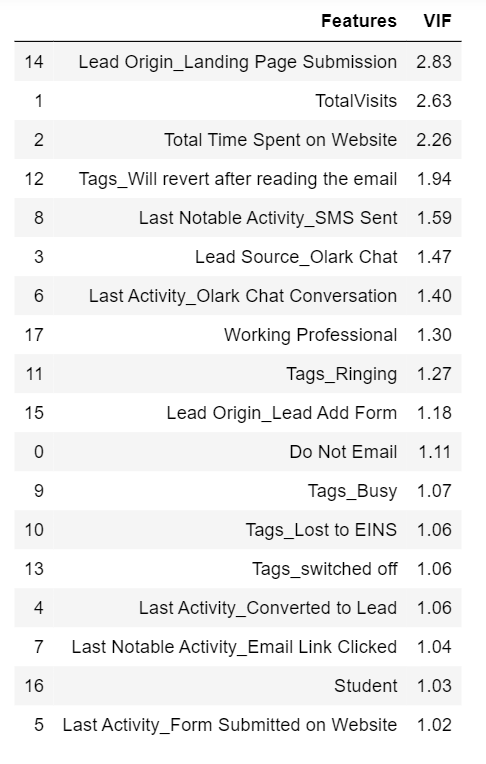 Features VIF
14 Lead Origin_Landing Page Submission 2.83
1 TotalVisits 2.63
2 Total Time Spent on Website 2.26
12 Tags_Will revert after reading the email 1.94
8 Last Notable Activity_SMS Sent 1.59
3 Lead Source_Olark Chat 1.47
6 Last Activity_Olark Chat Conversation 1.40
17 Working Professional 1.30
11 Tags_Ringing 1.27
15 Lead Origin_Lead Add Form 1.18
0 Do Not Email 1.11
9 Tags_Busy 1.07
10 Tags_Lost to EINS 1.06
13 Tags_switched off 1.06
4 Last Activity_Converted to Lead 1.06
7 Last Notable Activity_Email Link Clicked 1.04
16 Student 1.03
5 Last Activity_Form Submitted on Website 1.02